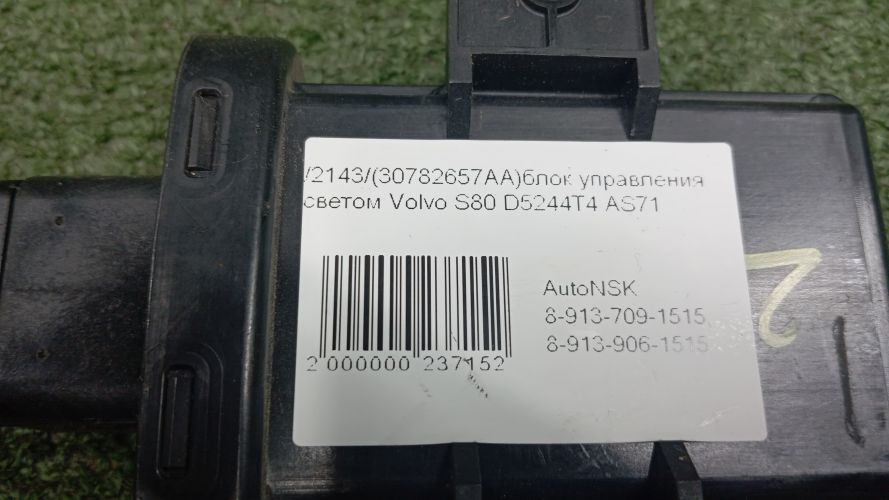 /2143/(30782657AA)блок управления
светом Volvo S80 D5244T4 AS71
AutoNSK
8-913-709-1515,
8-913-906-1515
2 000000 237152
2